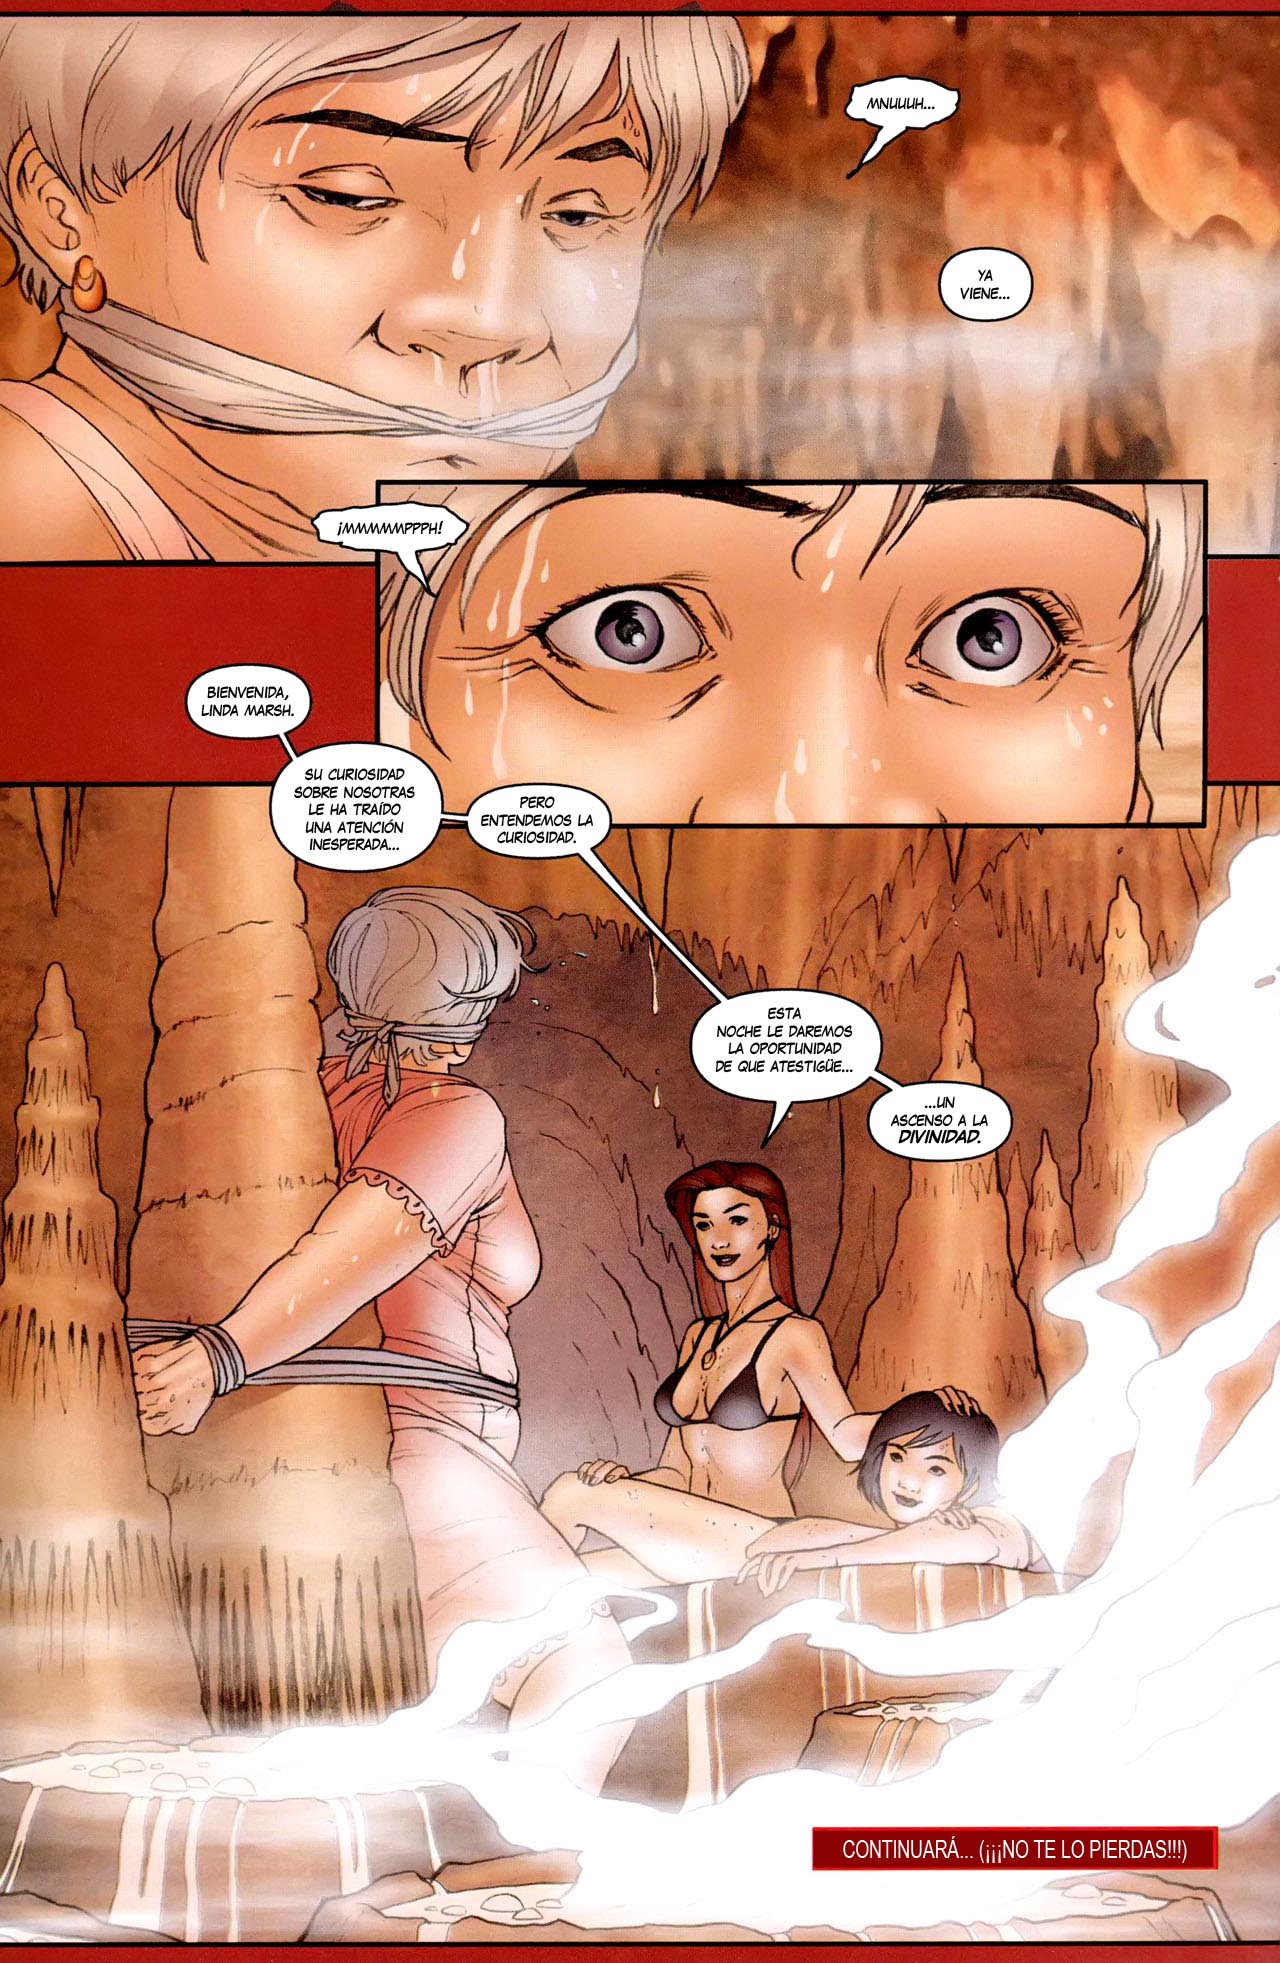 MNUUUH...
YA
VIENE...
¡MMMMMPPPH!
BIENVENIDA,
LINDA MARSH.
SU CURIOSIDAD
SOBRE NOSOTRAS
LE HA TRAÍDO
UNA ATENCIÓN
INESPERADA...
PERO
ENTENDEMOS LA
CURIOSIDAD.
ESTA
NOCHE LE DAREMOS
LA OPORTUNIDAD
DE QUE ATESTIGÜE...
...UN
ASCENSO A LA
DIVINIDAD.
CONTINUARÁ... (¡¡¡NO TE LO PIERDAS!!!)